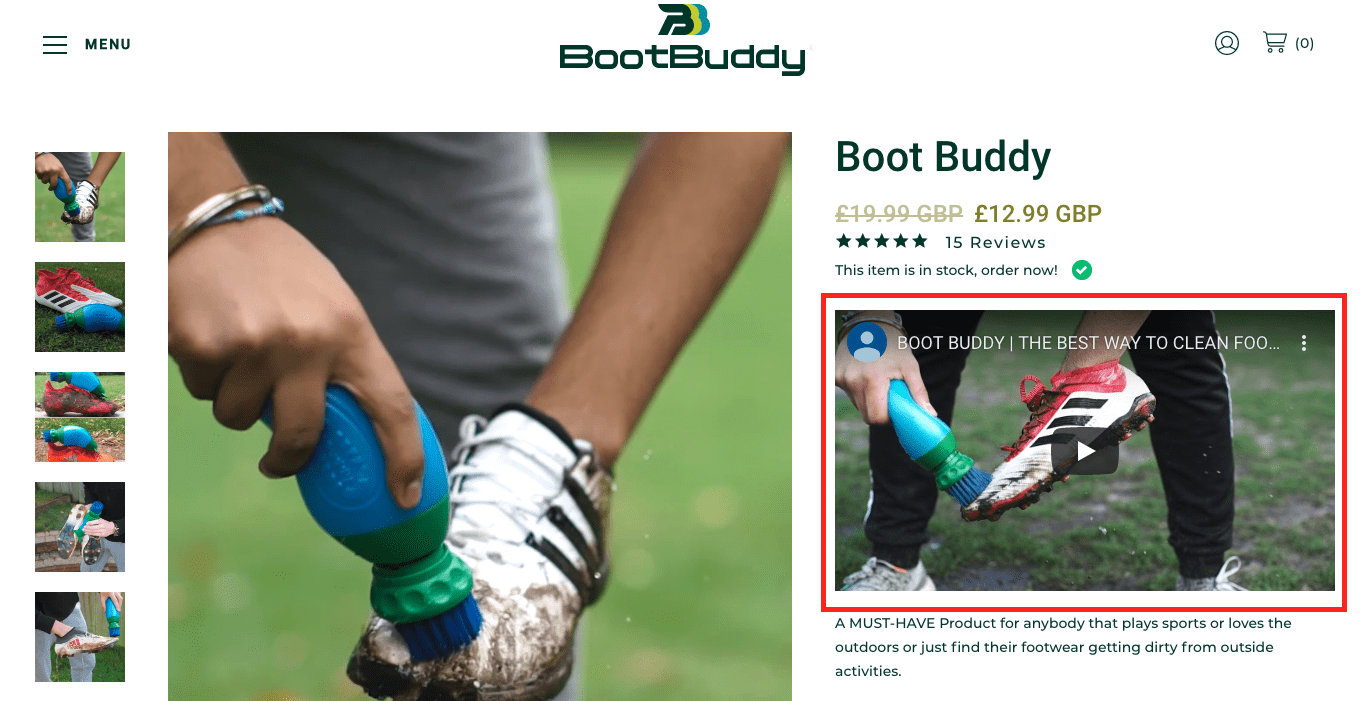 MENU
BootBuddy
(0)
Boot Buddy
£19.99 GBP £12.99 GBP
15 Reviews
This item is in stock, order now!
BOOT BUDDY | THE BEST WAY TO CLEAN FOO...
A MUST-HAVE Product for anybody that plays sports or loves the
outdoors or just find their footwear getting dirty from outside
activities.